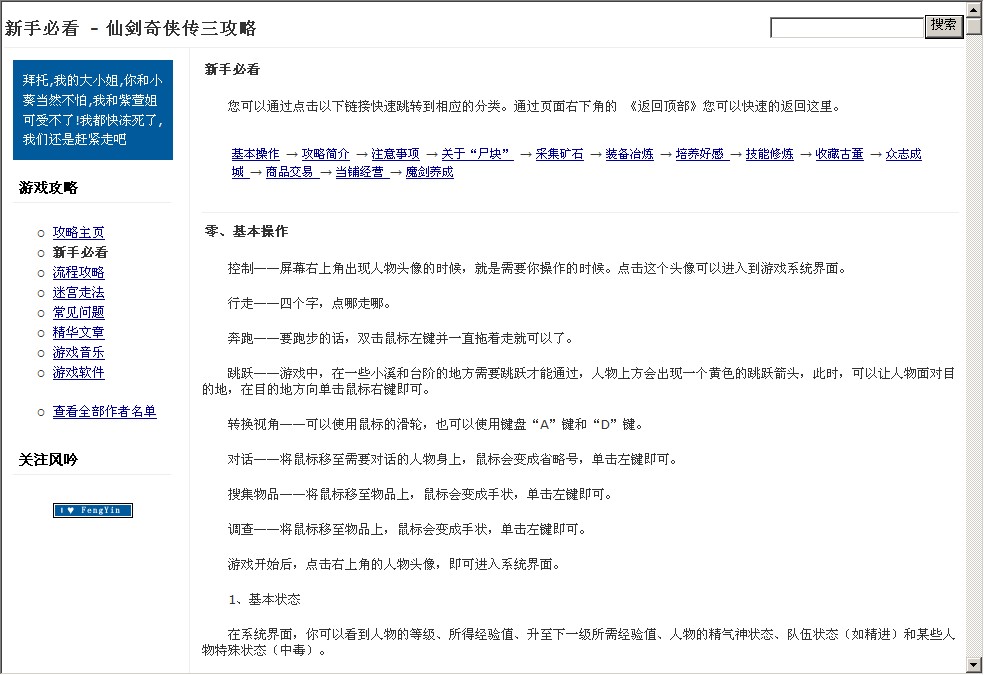 新手必看 - 仙剑奇侠传三攻略
搜索
拜托,我的大小姐,你和小
葵当然不怕,我和紫萱姐
可受不了!我都快冻死了,
我们还是赶紧走吧
游戏攻略
攻略主页
新手必看
流程攻略
迷宫走法
常见问题
精华文章
游戏音乐
游戏软件
查看全部作者名单
关注风吟
I ♥ FengYin
新手必看
您可以通过点击以下链接快速跳转到相应的分类。通过页面右下角的 《返回顶部》您可以快速的返回这里。
基本操作 →攻略简介 →注意事项 →关于“尸块” →采集矿石 →装备冶炼 →培养好感 →技能修炼 →收藏古董 →众志成
城 →商品交易 →当铺经营 →魔剑养成
零、基本操作
控制——屏幕右上角出现人物头像的时候，就是需要你操作的时候。点击这个头像可以进入到游戏系统界面。
行走——四个字，点哪走哪。
奔跑——要跑步的话，双击鼠标左键并一直拖着走就可以了。
跳跃——游戏中，在一些小溪和台阶的地方需要跳跃才能通过，人物上方会出现一个黄色的跳跃箭头，此时，可以让人物面对目
的地，在目的地方向单击鼠标右键即可。
转换视角——可以使用鼠标的滑轮，也可以使用键盘“A”键和“D”键。
对话——将鼠标移至需要对话的人物身上，鼠标会变成省略号，单击左键即可。
搜集物品——将鼠标移至物品上，鼠标会变成手状，单击左键即可。
调查——将鼠标移至物品上，鼠标会变成手状，单击左键即可。
游戏开始后，点击右上角的人物头像，即可进入系统界面。
1、基本状态
在系统界面，你可以看到人物的等级、所得经验值、升至下一级所需经验值、人物的精气神状态、队伍状态（如精进）和某些人
物特殊状态（中毒）。